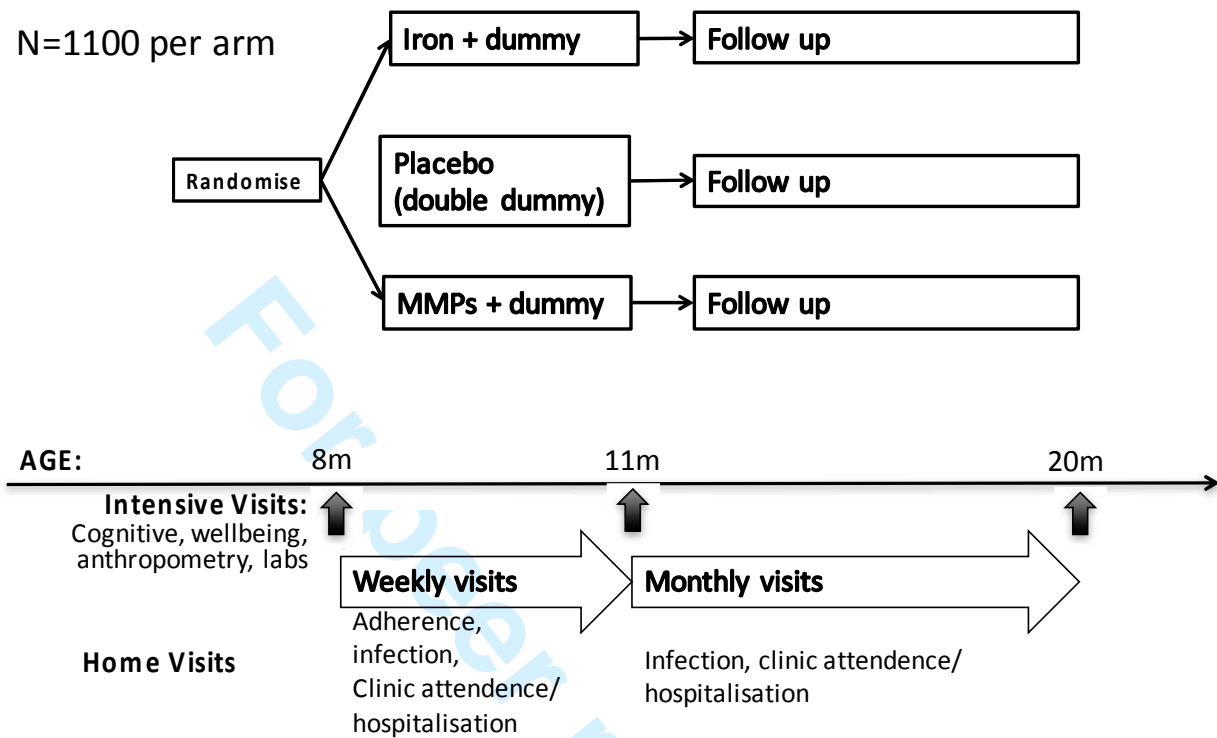 N=1100 per arm
Iron + dummy
Follow up
Randomise
Placebo
(double dummy)
Follow up
MMPs + dummy
Follow up
AGE:
8m
11m
20m
Intensive Visits:
Cognitive, wellbeing,
anthropometry, labs
Weekly visits
Monthly visits
Home Visits
Adherence,
infection,
Clinic attendence/
hospitalisation
Infection, clinic attendence/
hospitalisation
For peer